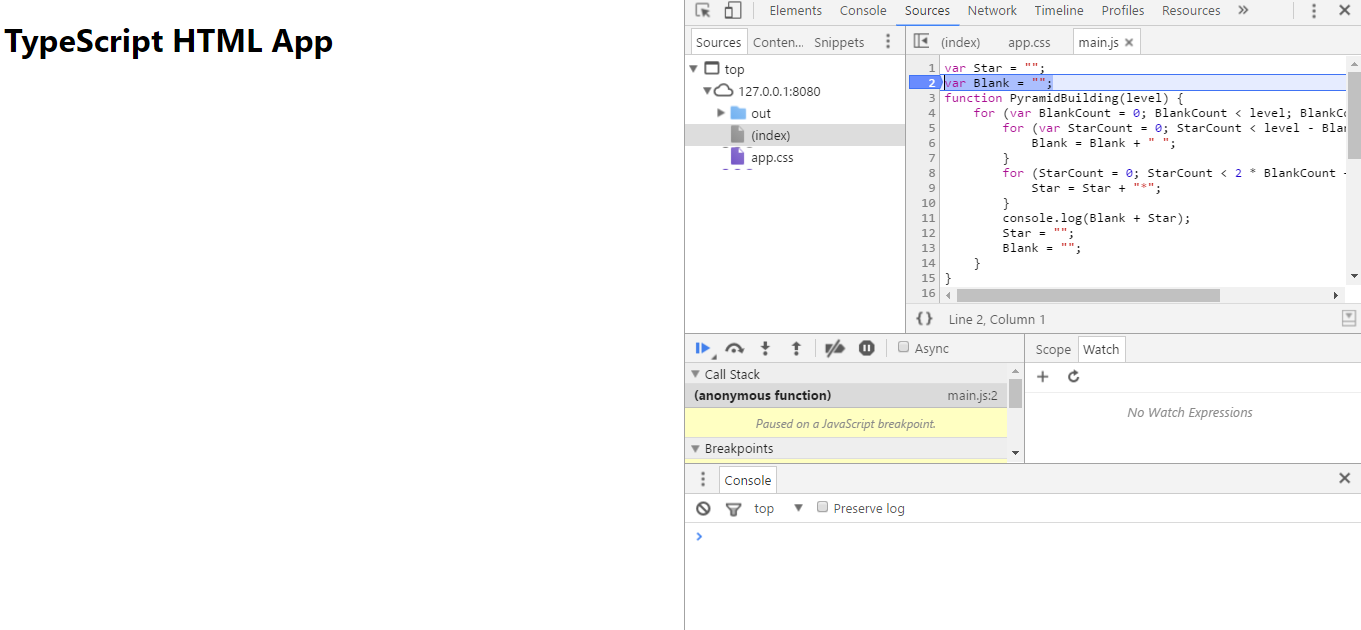 TypeScript HTML App
Elements Console Sources Network Timeline Profiles Resources »
Sources Conten... Snippets
(index) app.css main.js ×
top
127.0.0.1:8080
out
(index)
app.css
1 var Star = "";
2 var Blank = "";
3 function PyramidBuilding(level) {
4 for (var BlankCount = 0; BlankCount < level; BlankC
5 for (var StarCount = 0; StarCount < level - Blan
6 Blank = Blank + " ";
7 }
8 for (StarCount = 0; StarCount < 2 * BlankCount -
9 Star = Star + "*";
10 }
11 console.log(Blank + Star);
12 Star = "";
13 Blank = "";
14 }
15 }
16
{} Line 2, Column 1
Async
Scope Watch
Call Stack
(anonymous function) main.js:2
Paused on a JavaScript breakpoint.
Breakpoints
No Watch Expressions
Console
top Preserve log